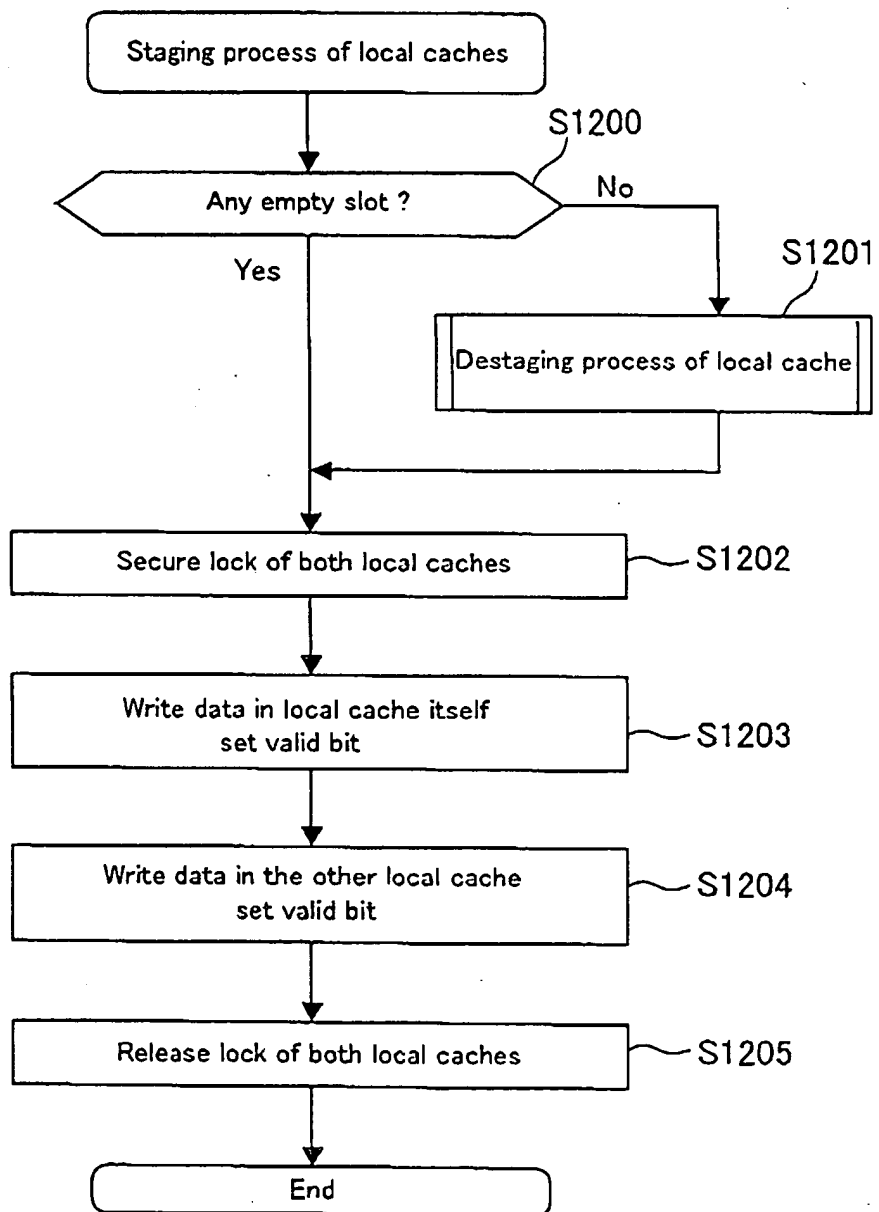 Staging process of local caches
S1200
Any empty slot ?
No
Yes
S1201
Destaging process of local cache
Secure lock of both local caches
S1202
Write data in local cache itself
set valid bit
S1203
Write data in the other local cache
set valid bit
S1204
Release lock of both local caches
S1205
End